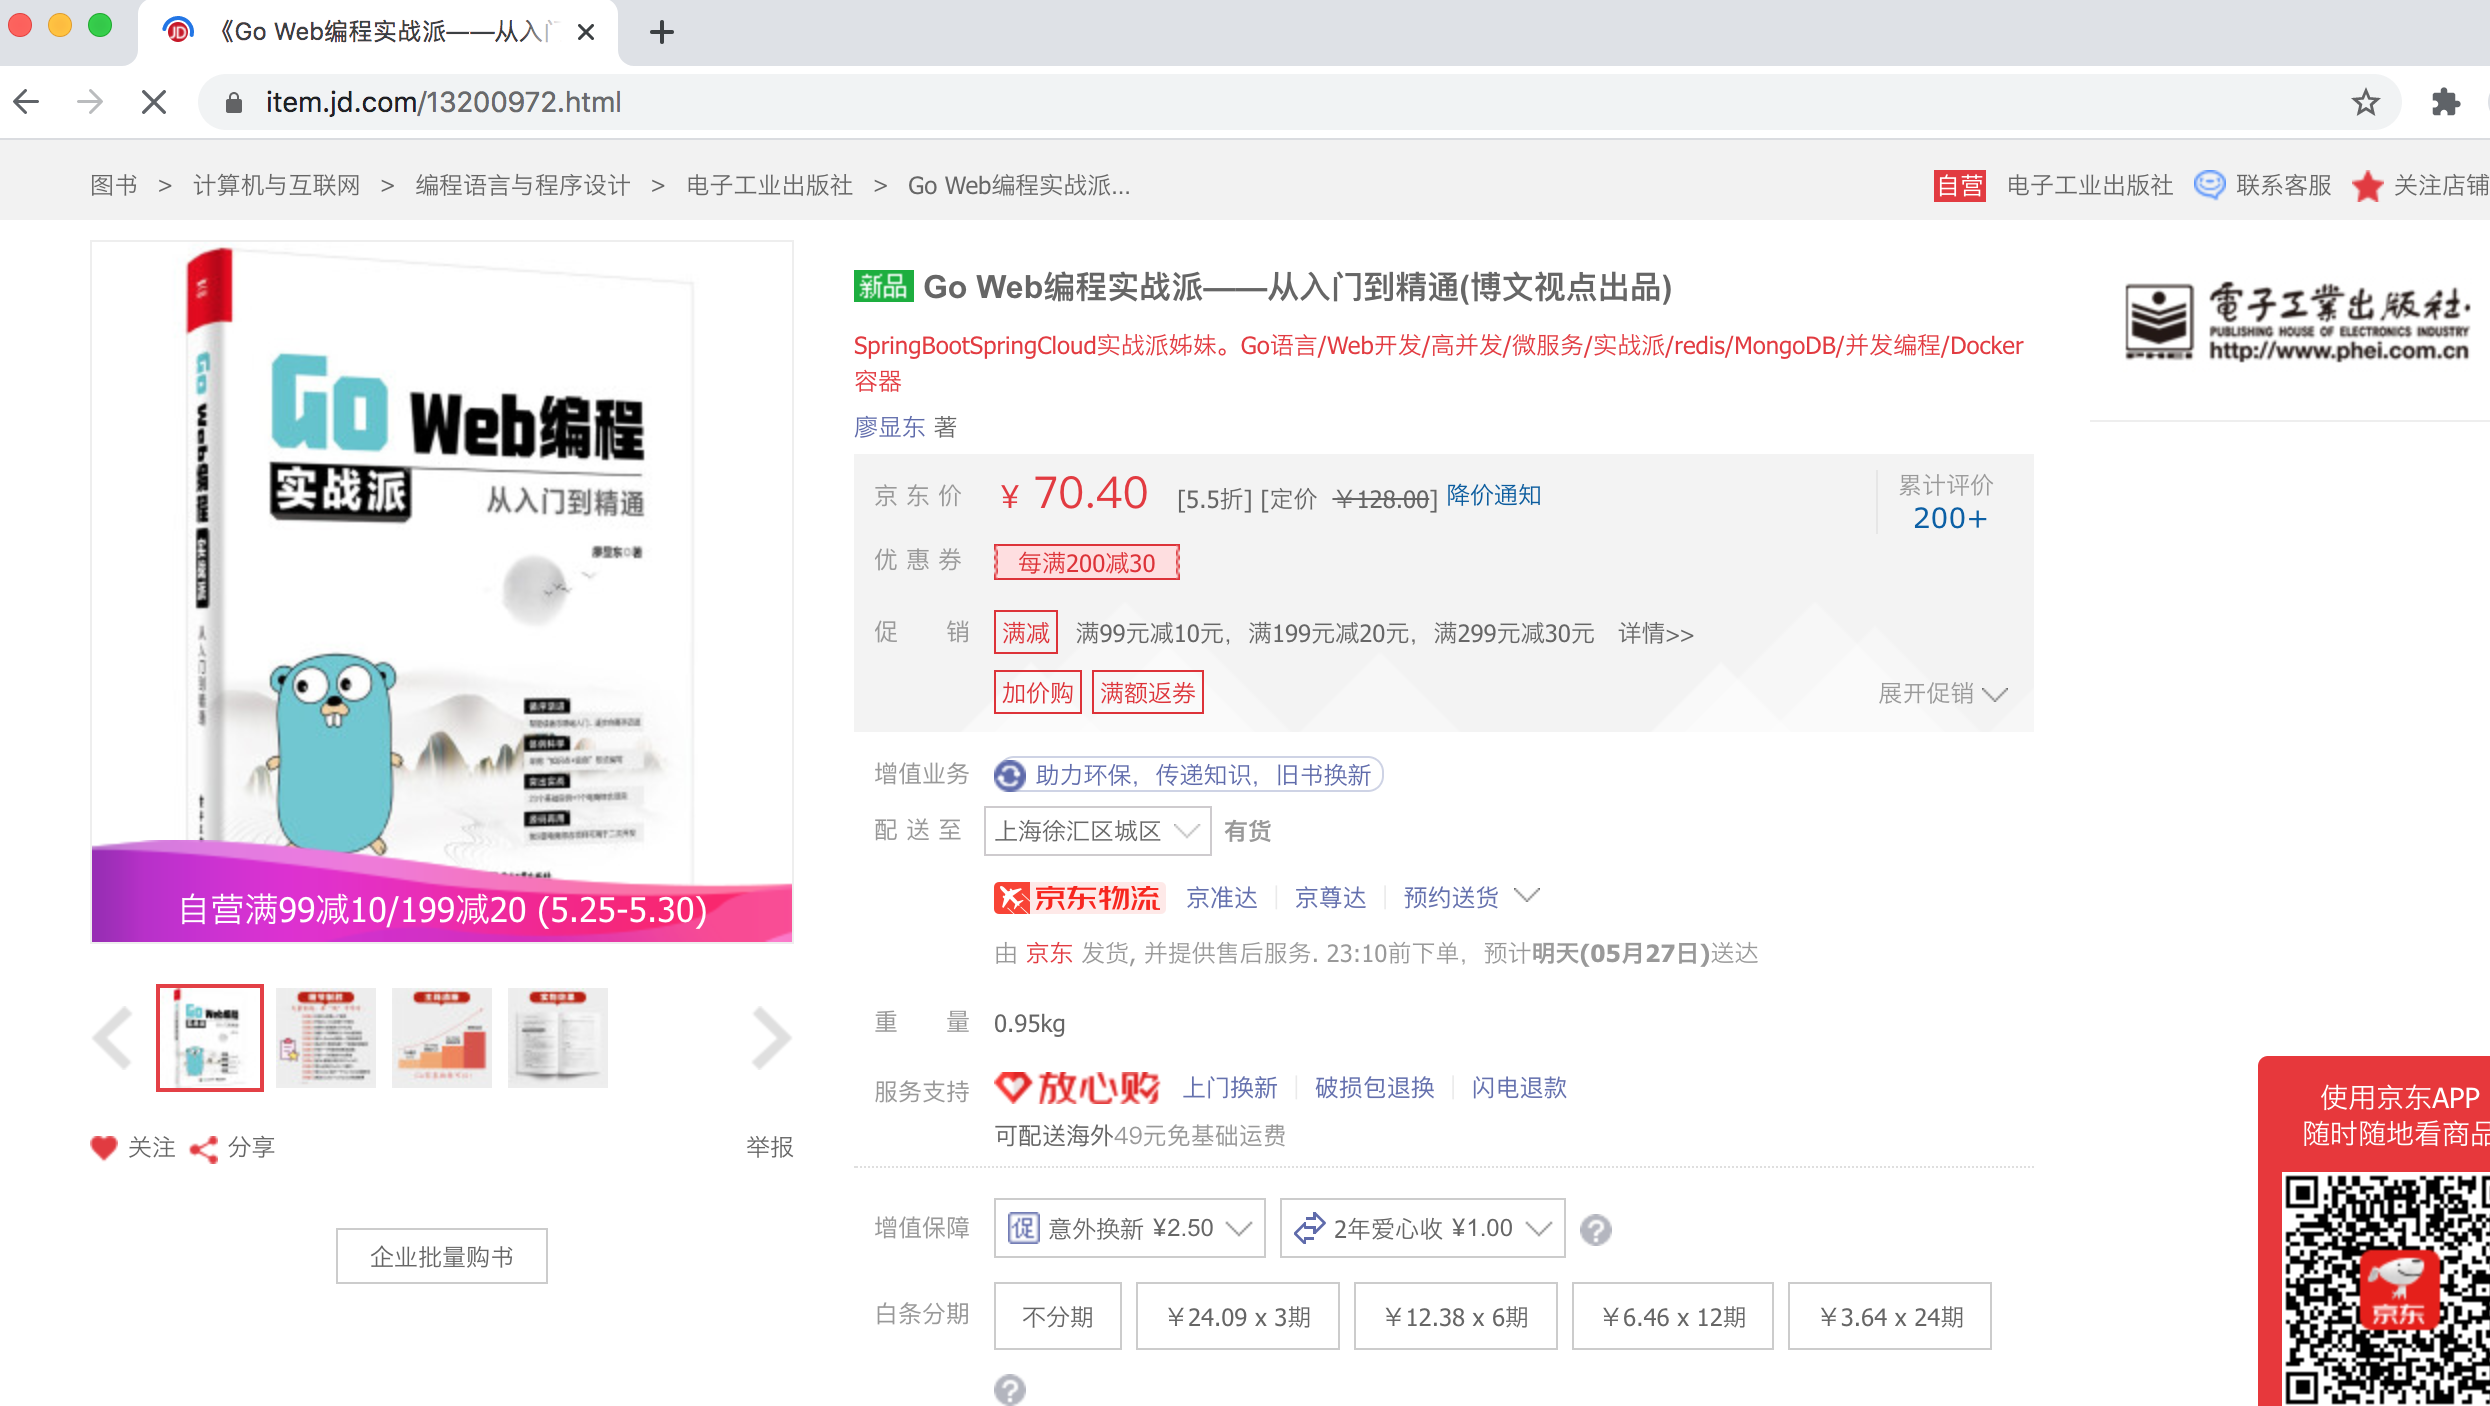 《Go Web编程实战派——从入门
item.jd.com/13200972.html
图书 > 计算机与互联网 > 编程语言与程序设计 > 电子工业出版社 > Go Web编程实战派...
自营 电子工业出版社 联系客服 关注店铺
Go Web编程
实战派 从入门到精通
廖显东◎著
Go Web编程 实战派 从入门到精通
自营满99减10/199减20 (5.25-5.30)
关注 分享 举报
企业批量购书
新品 Go Web编程实战派——从入门到精通(博文视点出品)
SpringBootSpringCloud实战派姊妹。Go语言/Web开发/高并发/微服务/实战派/redis/MongoDB/并发编程/Docker
容器
廖显东 著
京东价 ￥70.40 [5.5折] [定价 ￥128.00] 降价通知
累计评价
200+
优惠券 每满200减30
促销 满减 满99元减10元，满199元减20元，满299元减30元 详情>>
加价购 满额返券 展开促销
增值业务 助力环保，传递知识，旧书换新
配送至 上海徐汇区城区 有货
京东物流 京准达 京尊达 预约送货
由 京东 发货, 并提供售后服务. 23:10前下单，预计明天(05月27日)送达
重量 0.95kg
服务支持 放心购 上门换新 破损包退换 闪电退款
可配送海外49元免基础运费
增值保障 促 意外换新 ¥2.50 2年爱心收 ¥1.00 ?
白条分期 不分期 ￥24.09 x 3期 ￥12.38 x 6期 ￥6.46 x 12期 ￥3.64 x 24期
?
電子工業出版社.
PUBLISHING HOUSE OF ELECTRONICS INDUSTRY
http://www.phei.com.cn
PHEI
使用京东APP
随时随地看商品
京东